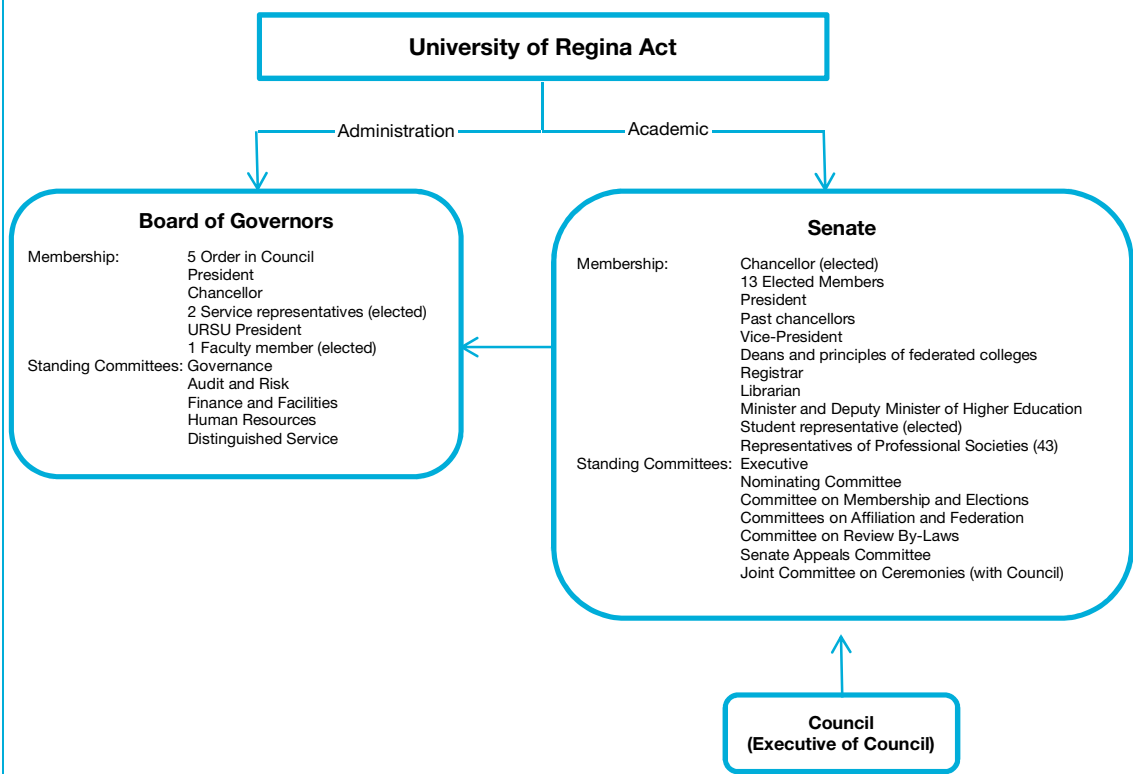 University of Regina Act
Administration
Academic
Board of Governors
Membership: 5 Order in Council
President
Chancellor
2 Service representatives (elected)
URSU President
1 Faculty member (elected)
Standing Committees: Governance
Audit and Risk
Finance and Facilities
Human Resources
Distinguished Service
Senate
Membership: Chancellor (elected)
13 Elected Members
President
Past chancellors
Vice-President
Deans and principles of federated colleges
Registrar
Librarian
Minister and Deputy Minister of Higher Education
Student representative (elected)
Representatives of Professional Societies (43)
Standing Committees: Executive
Nominating Committee
Committee on Membership and Elections
Committees on Affiliation and Federation
Committee on Review By-Laws
Senate Appeals Committee
Joint Committee on Ceremonies (with Council)
Council
(Executive of Council)